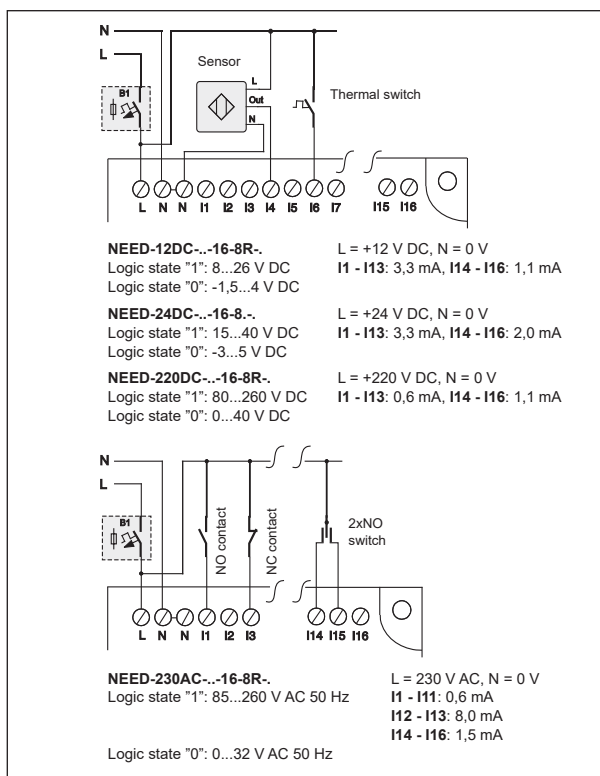 N
L
B1
Sensor
L
Out
N
Thermal switch
L N N I1 I2 I3 I4 I5 I6 I7 I15 I16
NEED-12DC-..-16-8R-. L = +12 V DC, N = 0 V
Logic state "1": 8...26 V DC I1 - I13: 3,3 mA, I14 - I16: 1,1 mA
Logic state "0": -1,5...4 V DC
NEED-24DC-..-16-8.-. L = +24 V DC, N = 0 V
Logic state "1": 15...40 V DC I1 - I13: 3,3 mA, I14 - I16: 2,0 mA
Logic state "0": -3...5 V DC
NEED-220DC-..-16-8R-. L = +220 V DC, N = 0 V
Logic state "1": 80...260 V DC I1 - I13: 0,6 mA, I14 - I16: 1,1 mA
Logic state "0": 0...40 V DC
N
L
B1
NO contact
NC contact
2xNO
switch
L N N I1 I2 I3 I14 I15 I16
NEED-230AC-..-16-8R-. L = 230 V AC, N = 0 V
Logic state "1": 85...260 V AC 50 Hz I1 - I11: 0,6 mA
I12 - I13: 8,0 mA
I14 - I16: 1,5 mA
Logic state "0": 0...32 V AC 50 Hz